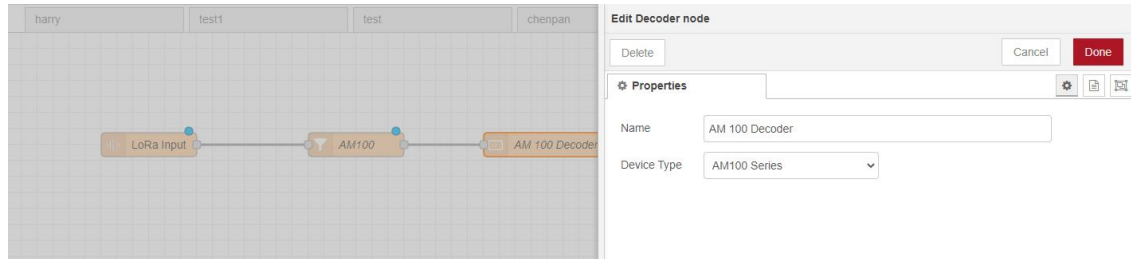 harry
test1
test
chenpan
LoRa Input
AM100
AM 100 Decoder
Edit Decoder node
Delete
Cancel
Done
Properties
Name
AM 100 Decoder
Device Type
AM100 Series